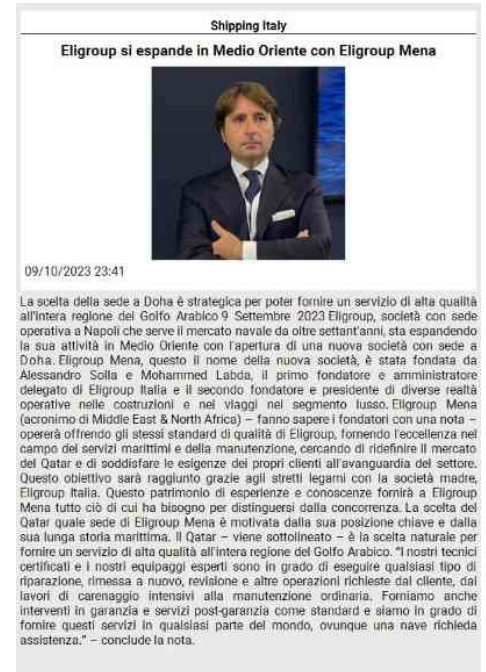 Shipping Italy
Eligroup si espande in Medio Oriente con Eligroup Mena
09/10/2023 23:41
La scelta della sede a Doha è strategica per poter fornire un servizio di alta qualità
all'intera regione del Golfo Arabico 9 Settembre 2023 Eligroup, società con sede
operativa a Napoli che serve il mercato navale da oltre settant'anni, sta espandendo
la sua attività in Medio Oriente con l'apertura di una nuova società con sede a
Doha. Eligroup Mena, questo il nome della nuova società, è stata fondata da
Alessandro Solla e Mohammed Labda, il primo fondatore e amministratore
delegato di Eligroup Italia e il secondo fondatore e presidente di diverse realtà
operative nelle costruzioni e nei viaggi nel segmento lusso. Eligroup Mena
(acronimo di Middle East & North Africa) – fanno sapere i fondatori con una nota –
opererà offrendo gli stessi standard di qualità di Eligroup, fornendo l'eccellenza nel
campo dei servizi marittimi e della manutenzione, cercando di ridefinire il mercato
del Qatar e di soddisfare le esigenze dei propri clienti all'avanguardia del settore.
Questo obiettivo sarà raggiunto grazie agli stretti legami con la società madre,
Eligroup Italia. Questo patrimonio di esperienze e conoscenze fornirà a Eligroup
Mena tutto ciò di cui ha bisogno per distinguersi dalla concorrenza. La scelta del
Qatar quale sede di Eligroup Mena è motivata dalla sua posizione chiave e dalla
sua lunga storia marittima. Il Qatar – viene sottolineato – è la scelta naturale per
fornire un servizio di alta qualità all'intera regione del Golfo Arabico. "I nostri tecnici
certificati e i nostri equipaggi esperti sono in grado di eseguire qualsiasi tipo di
riparazione, rimessa a nuovo, revisione e altre operazioni richieste dal cliente, dai
lavori di carenaggio intensivi alla manutenzione ordinaria. Forniamo anche
interventi in garanzia e servizi post-garanzia come standard e siamo in grado di
fornire questi servizi in qualsiasi parte del mondo, ovunque una nave richieda
assistenza." – conclude la nota.